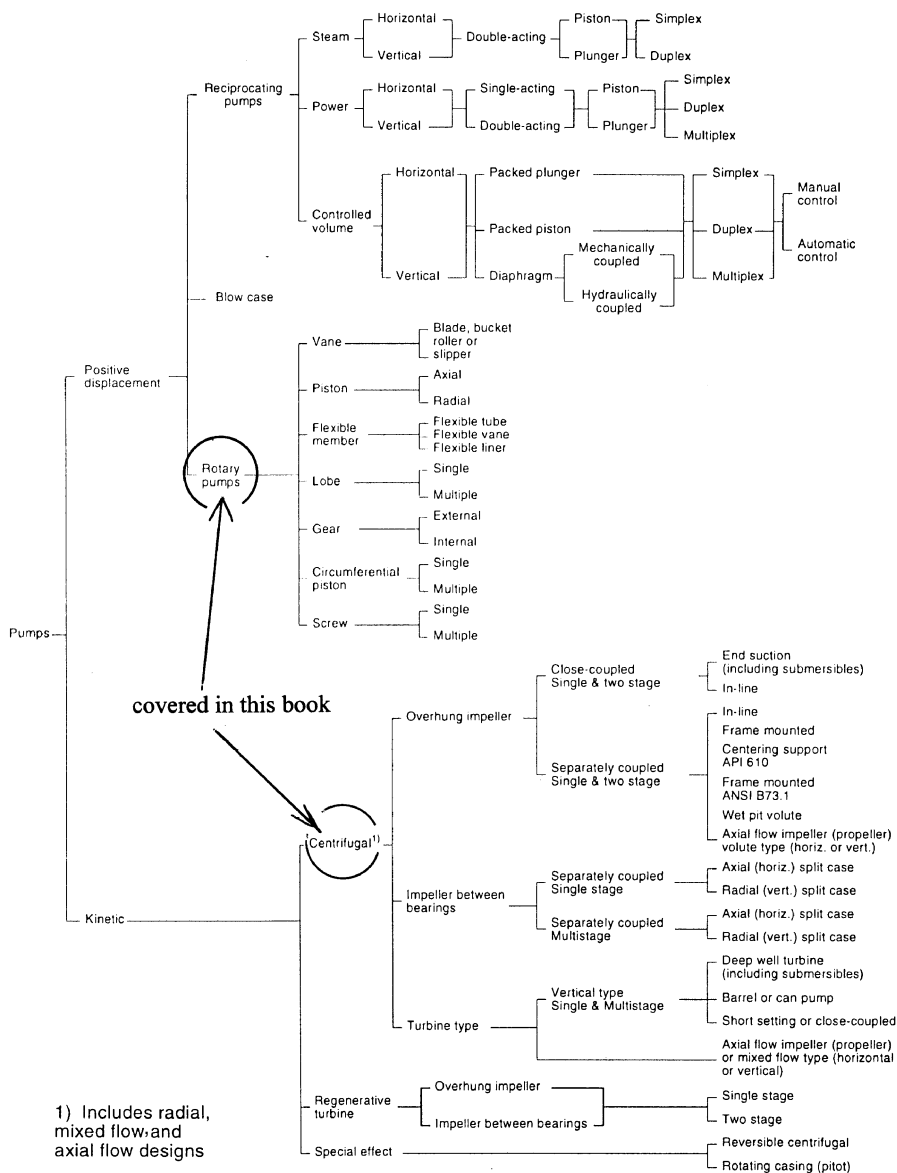 Pumps
Positive
displacement
Reciprocating
pumps
Steam
Horizontal
Vertical
Double-acting
Piston
Plunger
Simplex
Duplex
Power
Horizontal
Vertical
Single-acting
Double-acting
Piston
Plunger
Simplex
Duplex
Multiplex
Controlled
volume
Horizontal
Vertical
Packed plunger
Packed piston
Diaphragm
Mechanically
coupled
Hydraulically
coupled
Simplex
Duplex
Multiplex
Manual
control
Automatic
control
Blow case
Rotary
pumps
Vane
Blade, bucket
roller or
slipper
Piston
Axial
Radial
Flexible
member
Flexible tube
Flexible vane
Flexible liner
Lobe
Single
Multiple
Gear
External
Internal
Circumferential
piston
Single
Multiple
Screw
Single
Multiple
covered in this book
Kinetic
Centrifugal1)
Overhung impeller
Close-coupled
Single & two stage
End suction
(including submersibles)
In-line
Separately coupled
Single & two stage
In-line
Frame mounted
Centering support
API 610
Frame mounted
ANSI B73.1
Wet pit volute
Axial flow impeller (propeller)
volute type (horiz. or vert.)
Impeller between
bearings
Separately coupled
Single stage
Axial (horiz.) split case
Radial (vert.) split case
Separately coupled
Multistage
Axial (horiz.) split case
Radial (vert.) split case
Turbine type
Vertical type
Single & Multistage
Deep well turbine
(including submersibles)
Barrel or can pump
Short setting or close-coupled
Axial flow impeller (propeller)
or mixed flow type (horizontal
or vertical)
Regenerative
turbine
Overhung impeller
Impeller between bearings
Single stage
Two stage
Special effect
Reversible centrifugal
Rotating casing (pitot)
1) Includes radial,
mixed flow, and
axial flow designs